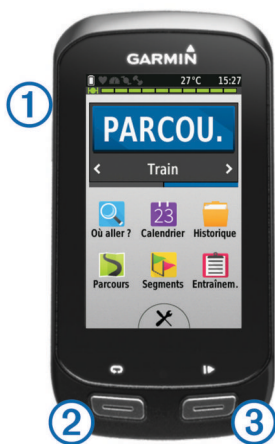 GARMIN
27°C 15:27
1
PARCOU.
< Train >
23
Où aller ? Calendrier Historique
Parcours Segments Entraînem.
2 3